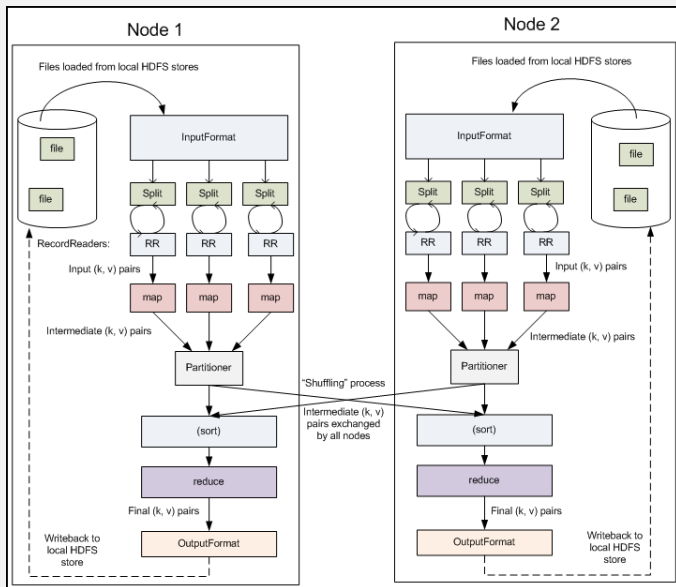 Node 1
Files loaded from local HDFS stores
InputFormat
file
file
Split
Split
Split
RecordReaders:
RR
RR
RR
Input (k, v) pairs
map
map
map
Intermediate (k, v) pairs
Partitioner
(sort)
reduce
Final (k, v) pairs
OutputFormat
Writeback to
local HDFS
store
"Shuffling" process
Intermediate (k, v)
pairs exchanged
by all nodes
Node 2
Files loaded from local HDFS stores
InputFormat
file
file
Split
Split
Split
RR
RR
RR
Input (k, v) pairs
map
map
map
Intermediate (k, v) pairs
Partitioner
(sort)
reduce
Final (k, v) pairs
OutputFormat
Writeback to
local HDFS
store